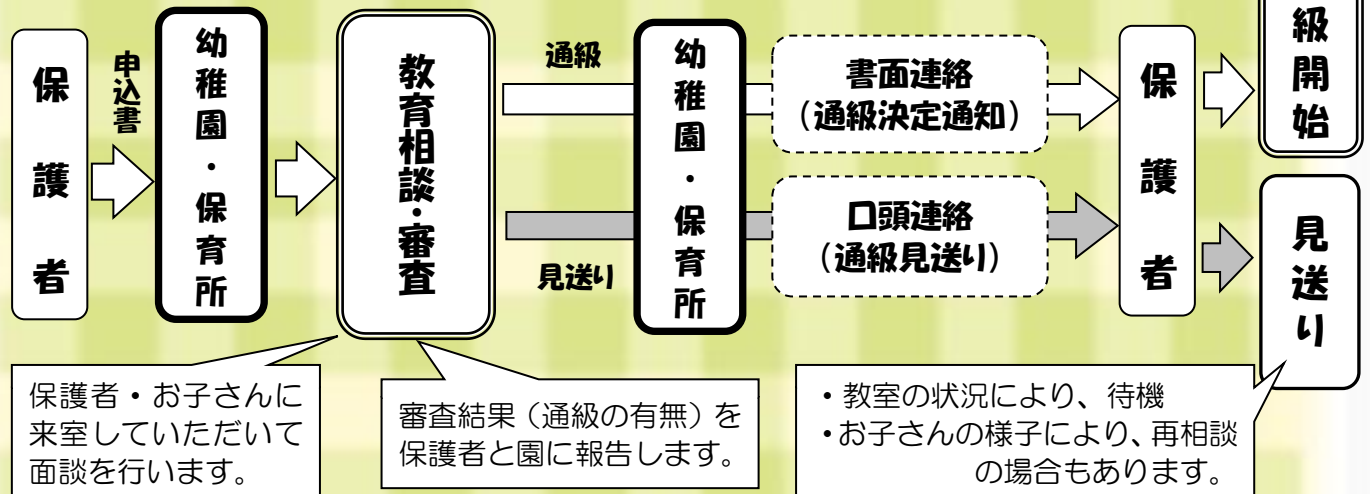 保護者
申込書
幼稚園・保育所
教育相談・審査
通級
見送り
幼稚園・保育所
書面連絡
（通級決定通知）
口頭連絡
（通級見送り）
保護者
級開始
見送り
保護者・お子さんに
来室していただいて
面談を行います。
審査結果（通級の有無）を
保護者と園に報告します。
・教室の状況により、待機
・お子さんの様子により、再相談
の場合もあります。